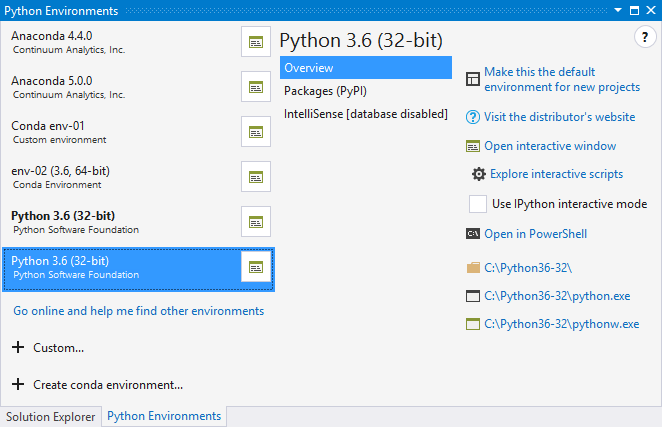 Python Environments
Anaconda 4.4.0
Continuum Analytics, Inc.
Anaconda 5.0.0
Continuum Analytics, Inc.
Conda env-01
Custom environment
env-02 (3.6, 64-bit)
Conda Environment
Python 3.6 (32-bit)
Python Software Foundation
Python 3.6 (32-bit)
Python Software Foundation
Go online and help me find other environments
Custom...
Create conda environment...
Python 3.6 (32-bit)
?
Overview
Packages (PyPI)
IntelliSense [database disabled]
Make this the default
environment for new projects
? Visit the distributor's website
Open interactive window
Explore interactive scripts
Use IPython interactive mode
C:\ Open in PowerShell
C:\Python36-32\
C:\Python36-32\python.exe
C:\Python36-32\pythonw.exe
Solution Explorer
Python Environments